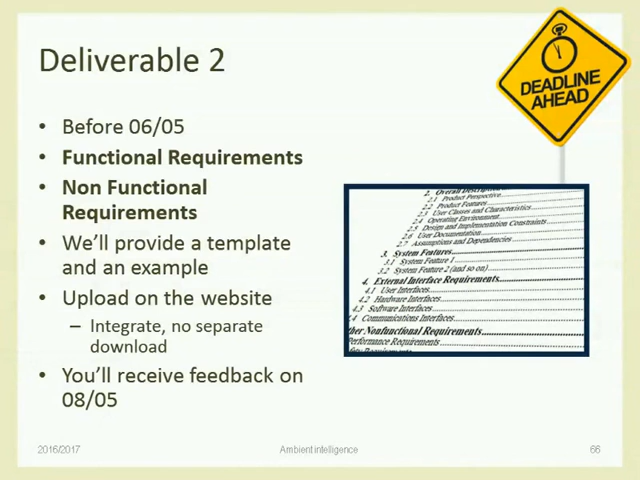 Deliverable 2
DEADLINE
AHEAD
• Before 06/05
• Functional Requirements
• Non Functional
Requirements
• We'll provide a template
and an example
• Upload on the website
– Integrate, no separate
download
• You'll receive feedback on
08/05
2. Overall Descript
2.1 Product Perspective
2.2 Product Features
2.3 User Classes and Characteristics
2.4 Operating Environment
2.5 Design and Implementation Constraints
2.6 User Documentation
2.7 Assumptions and Dependencies
3. System Features
3.1 System Feature 1
3.2 System Feature 2 (and so on)
4. External Interface Requirements
4.1 User Interfaces
4.2 Hardware Interfaces
4.3 Software Interfaces
4.4 Communications Interfaces
ther Nonfunctional Requirements
Performance Requirements
2016/2017
Ambient intelligence
66